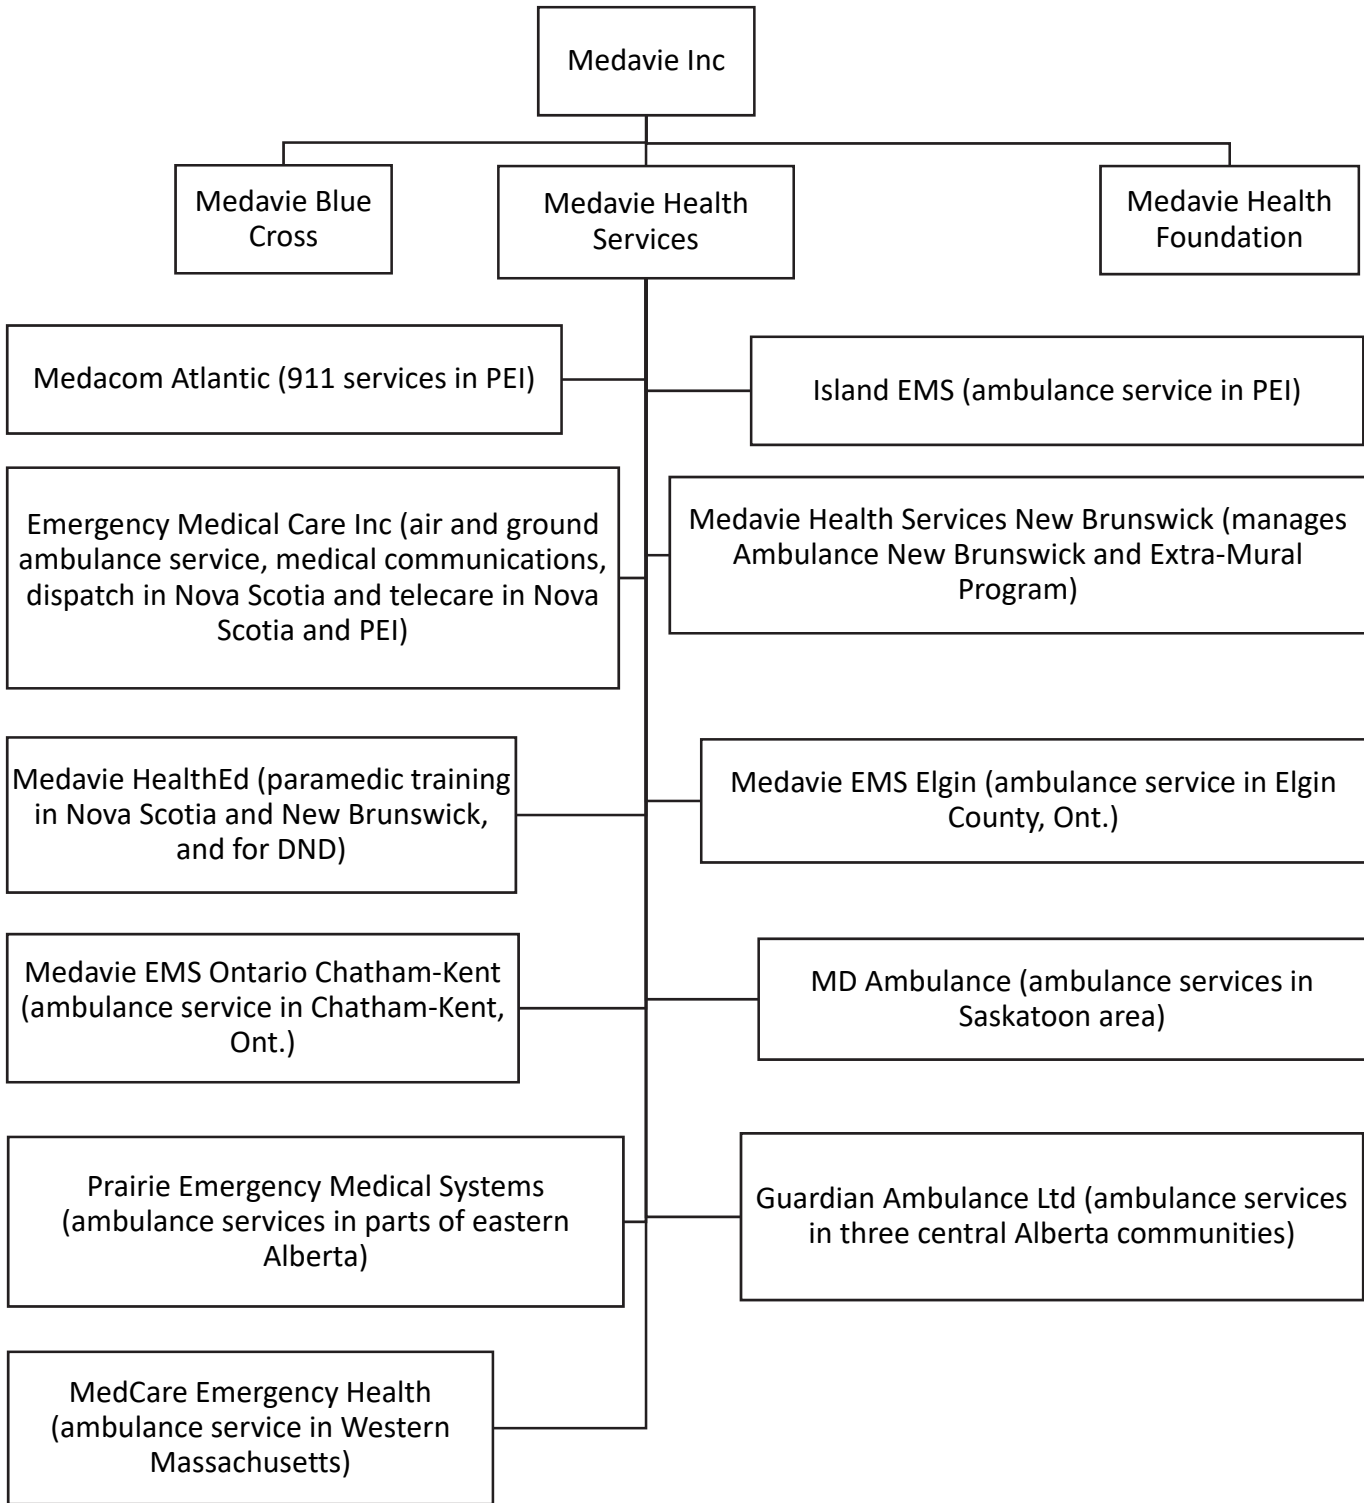 Medavie Inc
Medavie Blue
Cross
Medavie Health
Services
Medavie Health
Foundation
Medacom Atlantic (911 services in PEI)
Island EMS (ambulance service in PEI)
Emergency Medical Care Inc (air and ground
ambulance service, medical communications,
dispatch in Nova Scotia and telecare in Nova
Scotia and PEI)
Medavie Health Services New Brunswick (manages
Ambulance New Brunswick and Extra-Mural
Program)
Medavie HealthEd (paramedic training
in Nova Scotia and New Brunswick,
and for DND)
Medavie EMS Elgin (ambulance service in Elgin
County, Ont.)
Medavie EMS Ontario Chatham-Kent
(ambulance service in Chatham-Kent,
Ont.)
MD Ambulance (ambulance services in
Saskatoon area)
Prairie Emergency Medical Systems
(ambulance services in parts of eastern
Alberta)
Guardian Ambulance Ltd (ambulance services
in three central Alberta communities)
MedCare Emergency Health
(ambulance service in Western
Massachusetts)